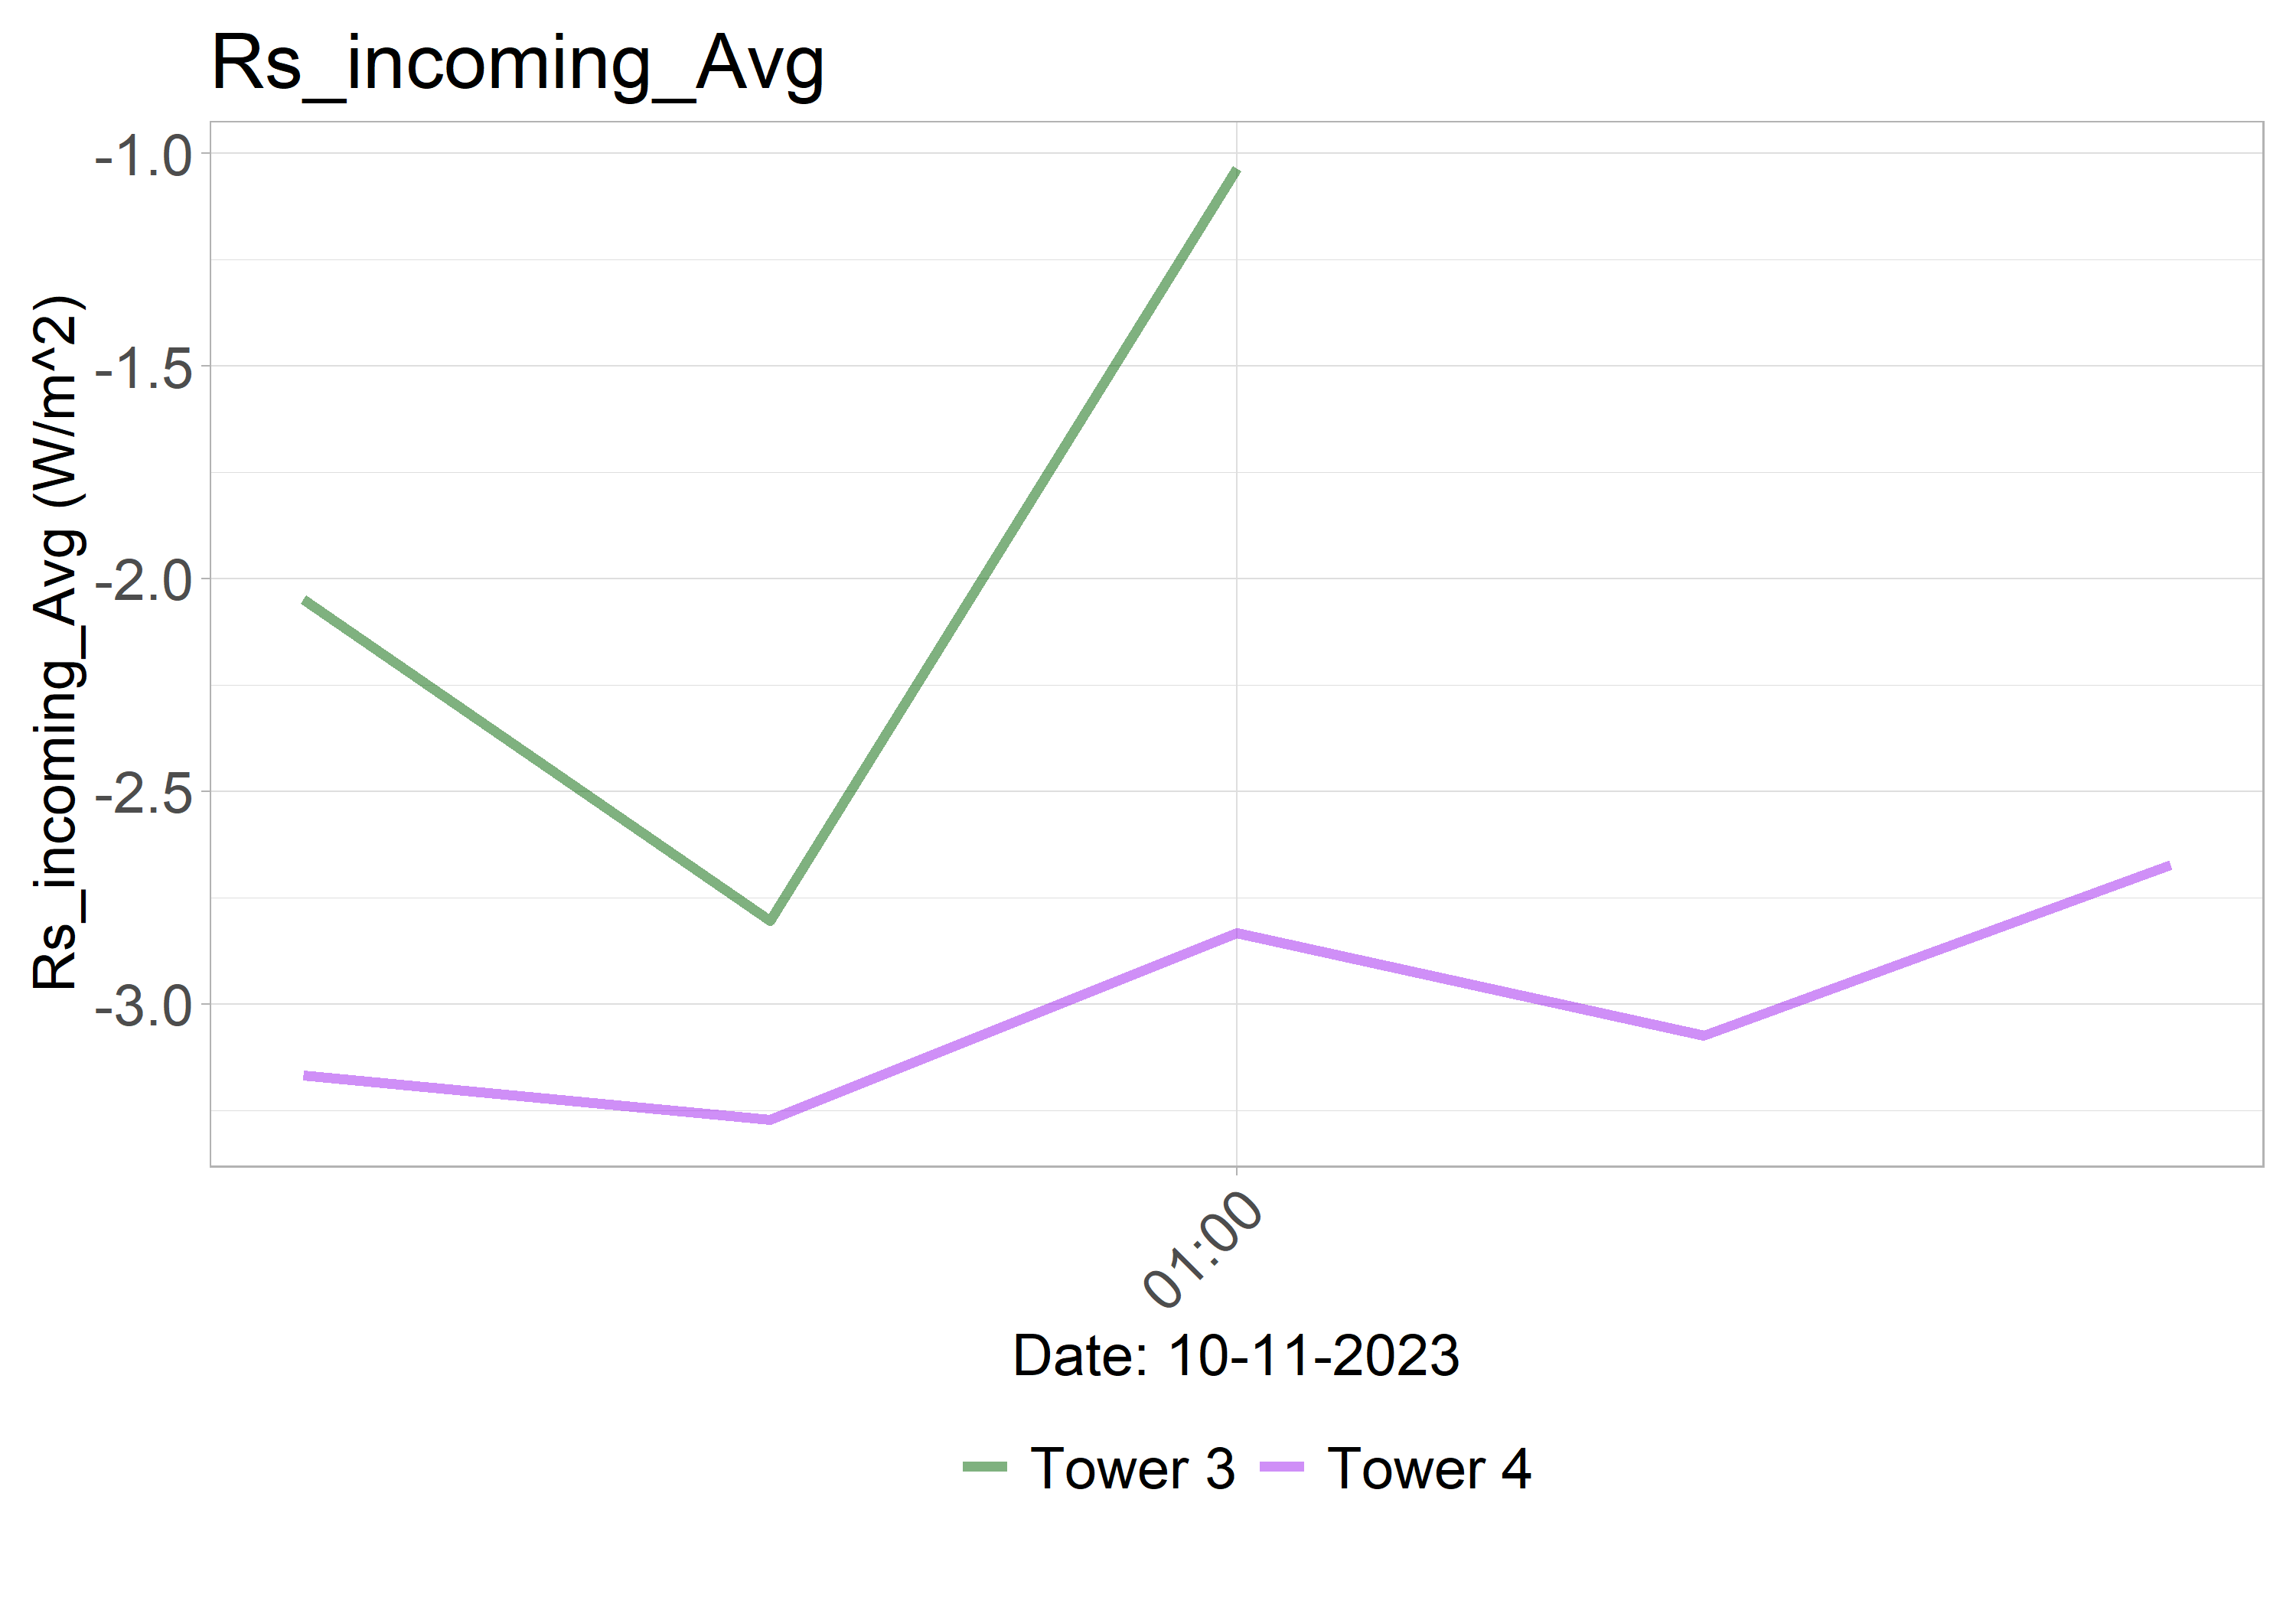 Rs_incoming_Avg
Rs_incoming_Avg (W/m^2)
-1.0
-1.5
-2.0
-2.5
-3.0
01:00
Date: 10-11-2023
Tower 3 Tower 4